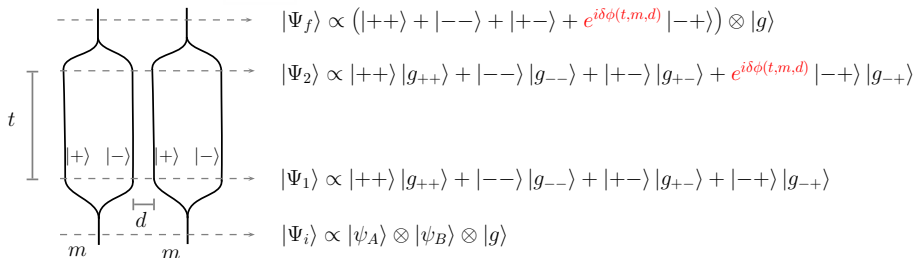 |Ψ_f⟩ ∝ (|++⟩ + |−−⟩ + |+−⟩ + e^{iδϕ(t,m,d)} |−+⟩) ⊗ |g⟩
|Ψ_2⟩ ∝ |++⟩ |g_{++}⟩ + |−−⟩ |g_{−−}⟩ + |+−⟩ |g_{+−}⟩ + e^{iδϕ(t,m,d)} |−+⟩ |g_{−+}⟩
t
|+⟩ |−⟩ |+⟩ |−⟩
|Ψ_1⟩ ∝ |++⟩ |g_{++}⟩ + |−−⟩ |g_{−−}⟩ + |+−⟩ |g_{+−}⟩ + |−+⟩ |g_{−+}⟩
d
|Ψ_i⟩ ∝ |ψ_A⟩ ⊗ |ψ_B⟩ ⊗ |g⟩
m m